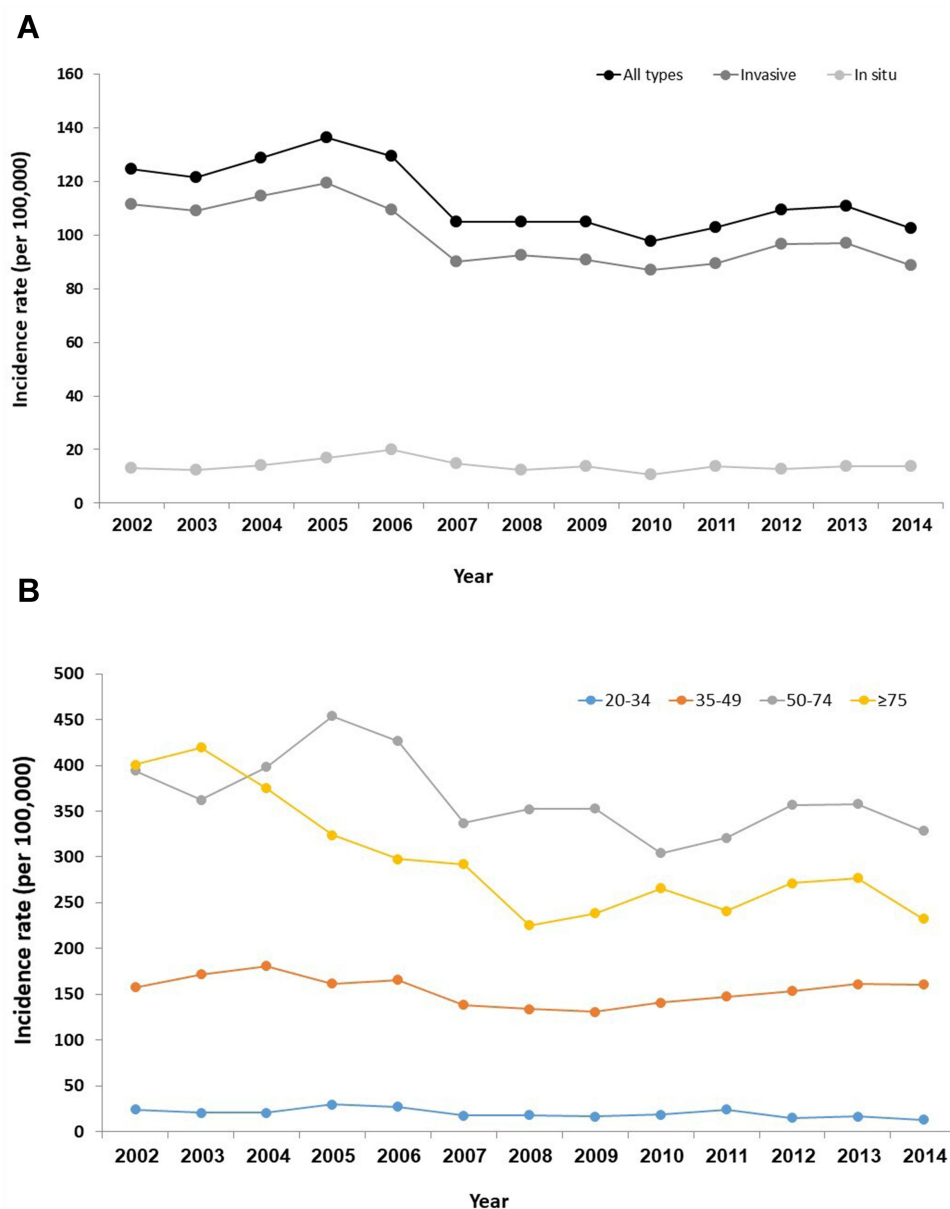 A
160
All types Invasive In situ
140
120
100
80
60
40
20
0
Incidence rate (per 100,000)
2002 2003 2004 2005 2006 2007 2008 2009 2010 2011 2012 2013 2014
Year
B
500
20-34 35-49 50-74 ≥75
450
400
350
300
250
200
150
100
50
0
Incidence rate (per 100,000)
2002 2003 2004 2005 2006 2007 2008 2009 2010 2011 2012 2013 2014
Year